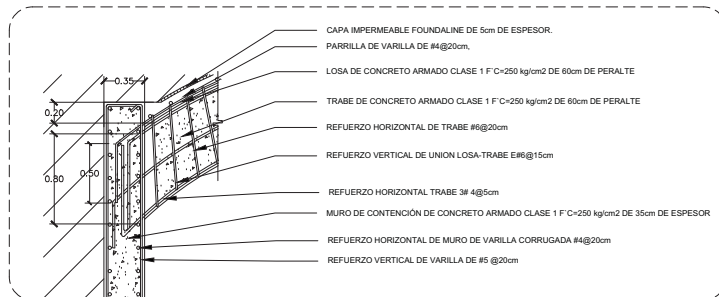 CAPA IMPERMEABLE FOUNDALINE DE 5cm DE ESPESOR.
PARRILLA DE VARILLA DE #4@20cm,
LOSA DE CONCRETO ARMADO CLASE 1 F´C=250 kg/cm2 DE 60cm DE PERALTE
TRABE DE CONCRETO ARMADO CLASE 1 F´C=250 kg/cm2 DE 60cm DE PERALTE
REFUERZO HORIZONTAL DE TRABE #6@20cm
REFUERZO VERTICAL DE UNION LOSA-TRABE E#6@15cm
REFUERZO HORIZONTAL TRABE 3# 4@5cm
MURO DE CONTENCIÓN DE CONCRETO ARMADO CLASE 1 F´C=250 kg/cm2 DE 35cm DE ESPESOR
REFUERZO HORIZONTAL DE MURO DE VARILLA CORRUGADA #4@20cm
REFUERZO VERTICAL DE VARILLA DE #5 @20cm
0.35
0.20
0.50
0.80